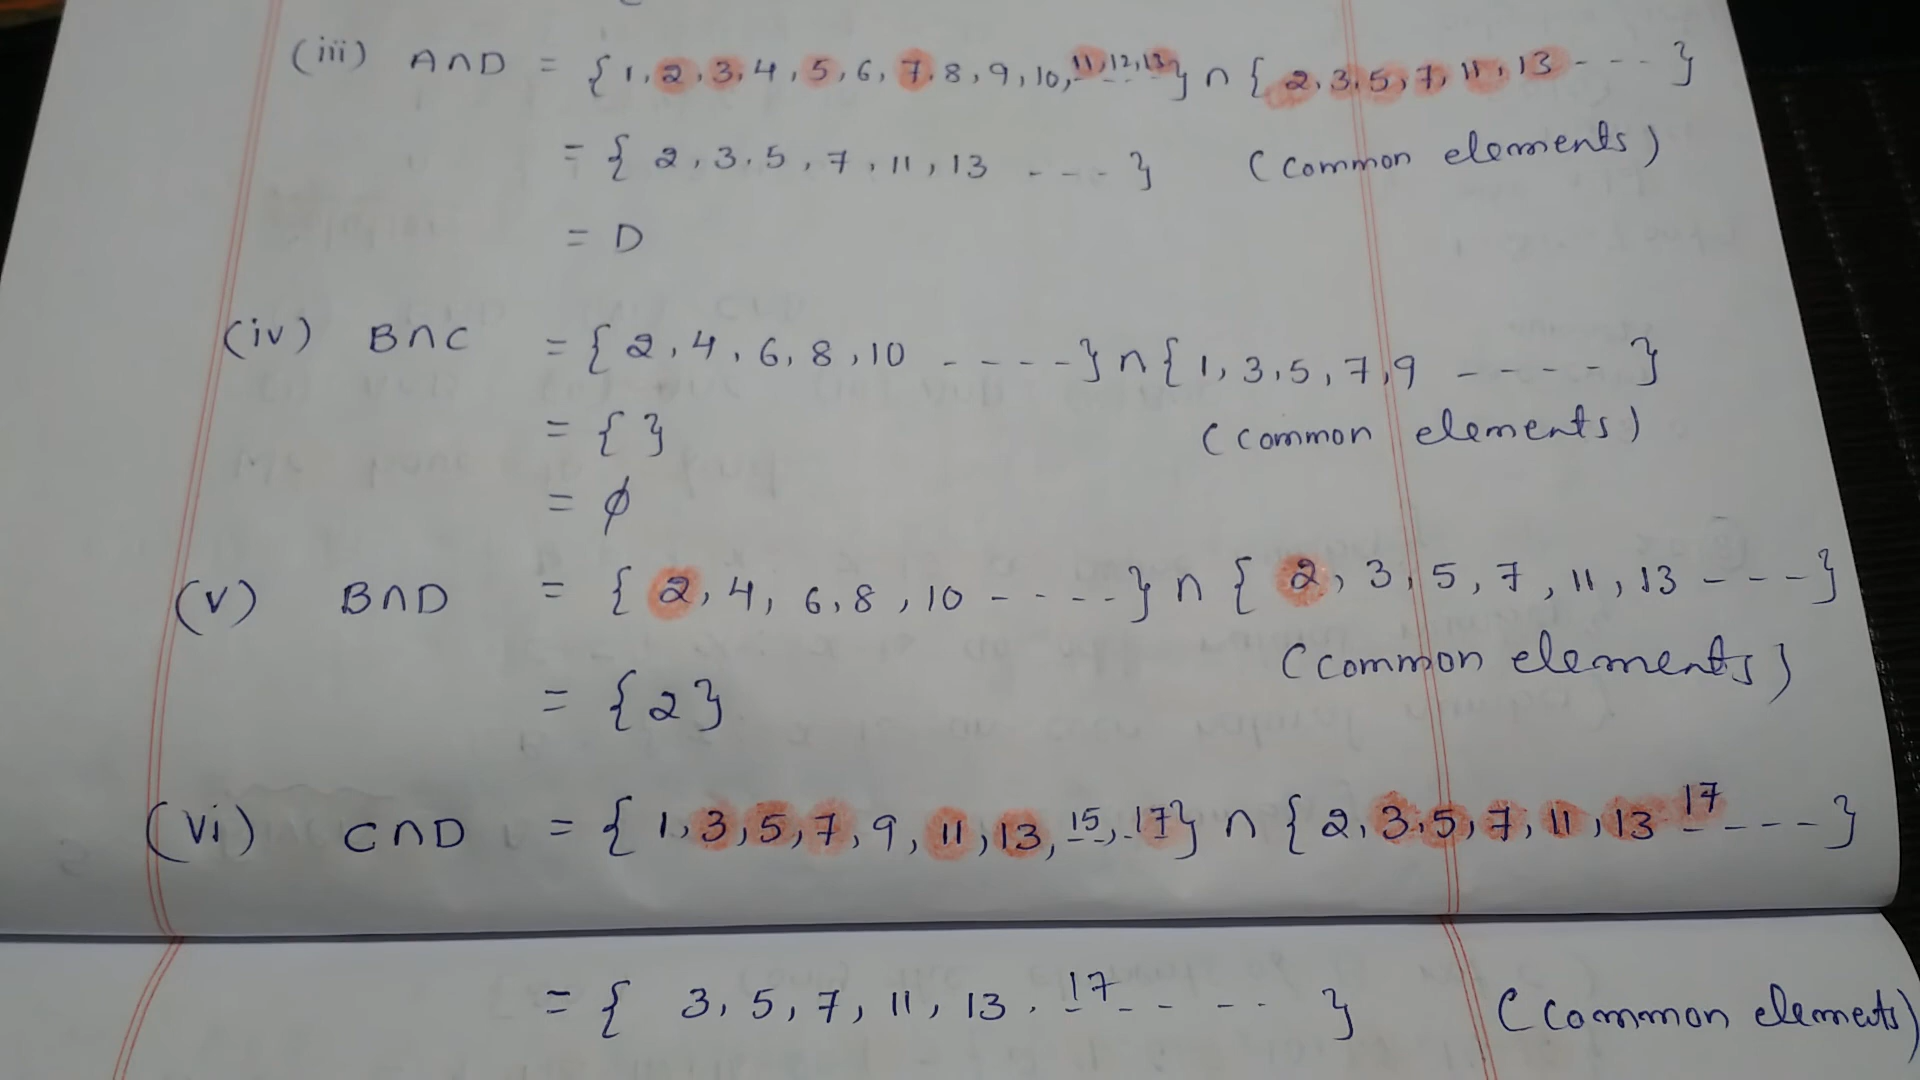 (iii) A∩D = {1, 2, 3, 4, 5, 6, 7, 8, 9, 10, 11, 12, 13...} ∩ {2, 3, 5, 7, 11, 13 - - - }
= {2, 3, 5, 7, 11, 13 - - - } (common elements)
= D
(iv) B∩C = {2, 4, 6, 8, 10 - - - - } ∩ {1, 3, 5, 7, 9 - - - - }
= { } (common elements)
= ϕ
(v) B∩D = {2, 4, 6, 8, 10 - - - - } ∩ {2, 3, 5, 7, 11, 13 - - - }
(common elements)
= {2}
(vi) C∩D = {1, 3, 5, 7, 9, 11, 13, 15, 17} ∩ {2, 3, 5, 7, 11, 13 17 - - - - }
= { 3, 5, 7, 11, 13, 17 - - - - } (common elements)